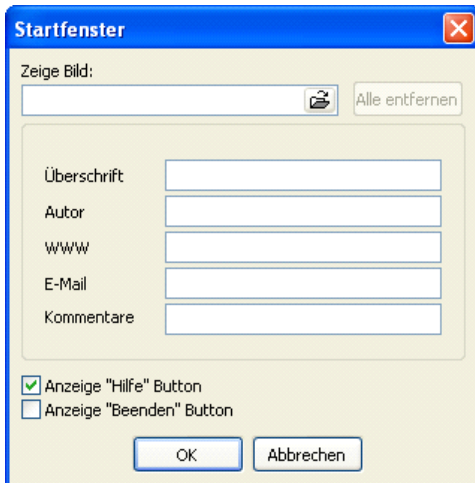 Startfenster
Zeige Bild:
Alle entfernen
Überschrift
Autor
WWW
E-Mail
Kommentare
Anzeige "Hilfe" Button
Anzeige "Beenden" Button
OK Abbrechen